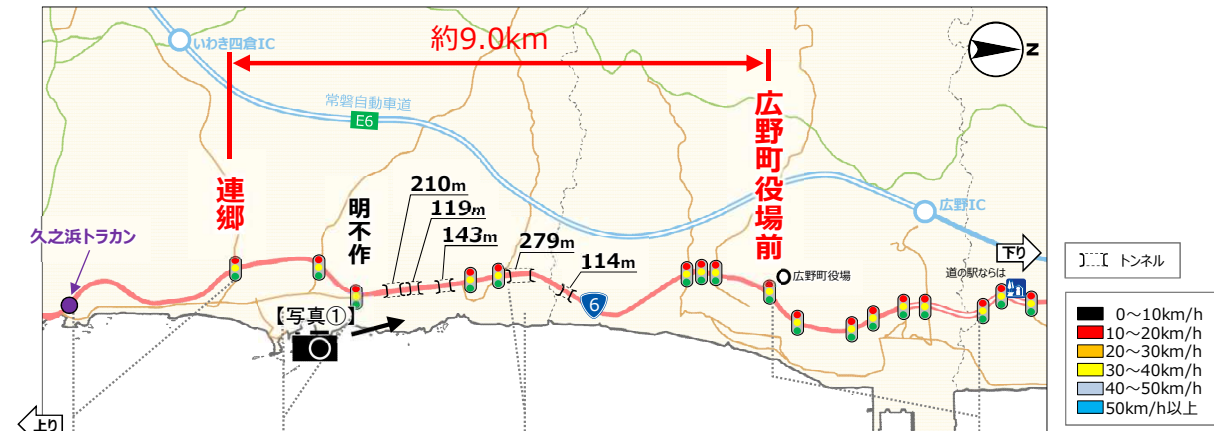 いわき四倉IC
約9.0km
N
常磐自動車道
E6
広野町役場前
連郷
明不作
210m
119m
143m
279m
114m
久之浜トラカン
広野IC
下り
広野町役場
道の駅ならは
6
【写真①】
上り
トンネル
0～10km/h
10～20km/h
20～30km/h
30～40km/h
40～50km/h
50km/h以上